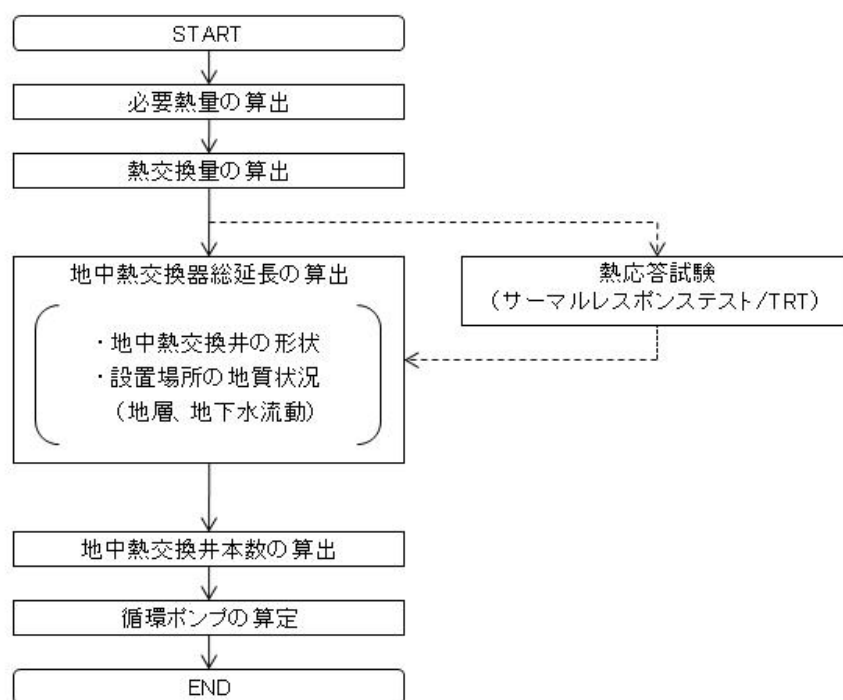 START
必要熱量の算出
熱交換量の算出
地中熱交換器総延長の算出
・地中熱交換井の形状
・設置場所の地質状況
（地層、地下水流動）
熱応答試験
（サーマルレスポンステスト/TRT）
地中熱交換井本数の算出
循環ポンプの算定
END